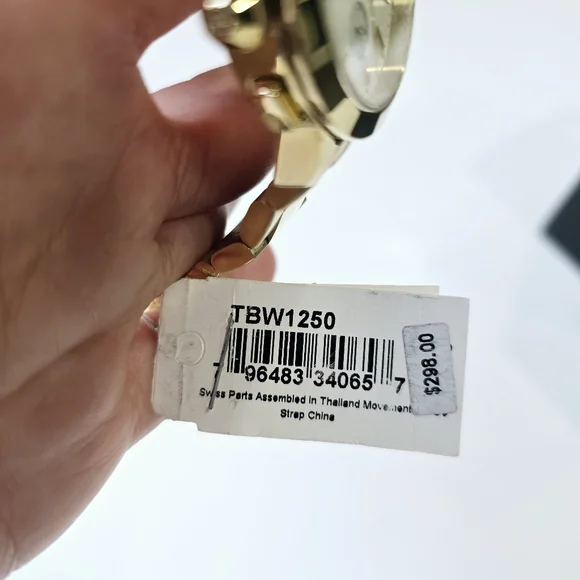 TBW1250
7 96483 34065 7
$298.00
Swiss Parts Assembled in Thailand Movement
Strap China